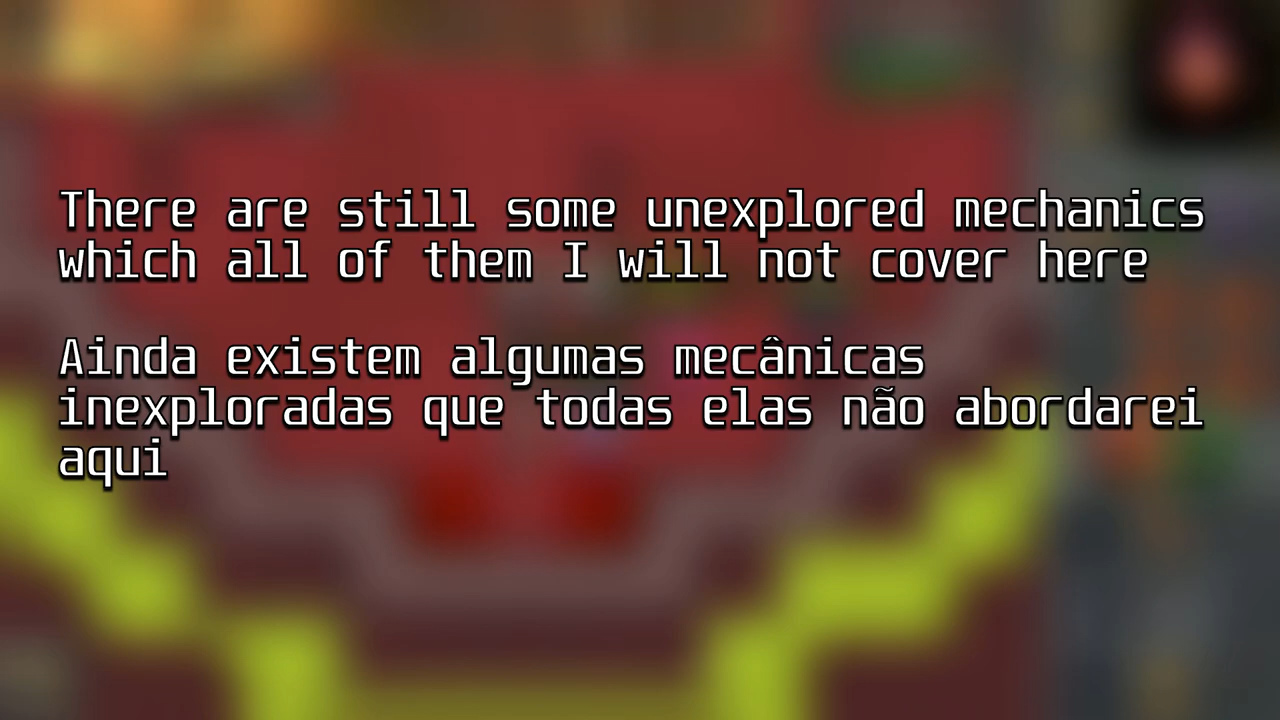 There are still some unexplored mechanics
which all of them I will not cover here
Ainda existem algumas mecânicas
inexploradas que todas elas não abordarei
aqui